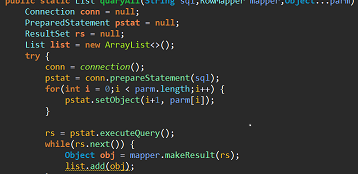 public static List quaryAll(String sql,RowMapper mapper,Object...parm)
Connection conn = null;
PreparedStatement pstat = null;
ResultSet rs = null;
List list = new ArrayList<>();
try {
conn = connection();
pstat = conn.prepareStatement(sql);
for(int i = 0;i < parm.length;i++) {
pstat.setObject(i+1, parm[i]);
}
rs = pstat.executeQuery();
while(rs.next()) {
Object obj = mapper.makeResult(rs);
list.add(obj);